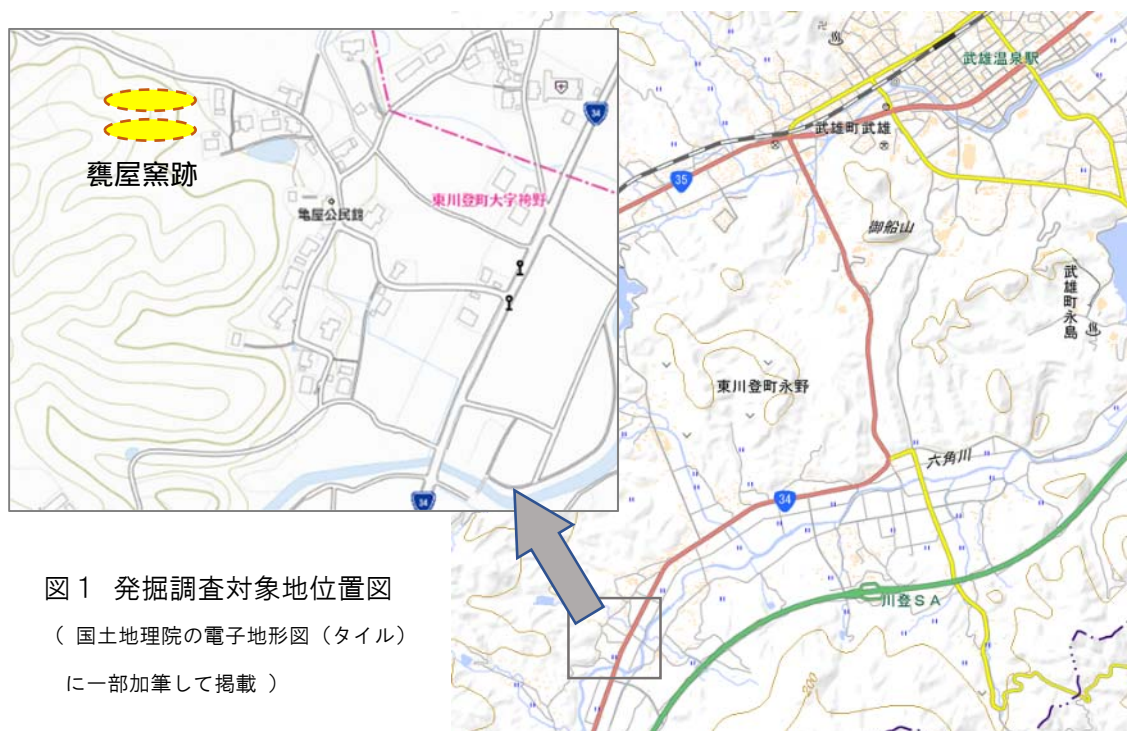 甕屋窯跡
亀屋公民館
東川登町大字袴野
34
34
武雄温泉駅
武雄町武雄
35
御船山
武雄町永島
東川登町永野
六角川
34
川登SA
200
図1 発掘調査対象地位置図
( 国土地理院の電子地形図(タイル)
に一部加筆して掲載 )